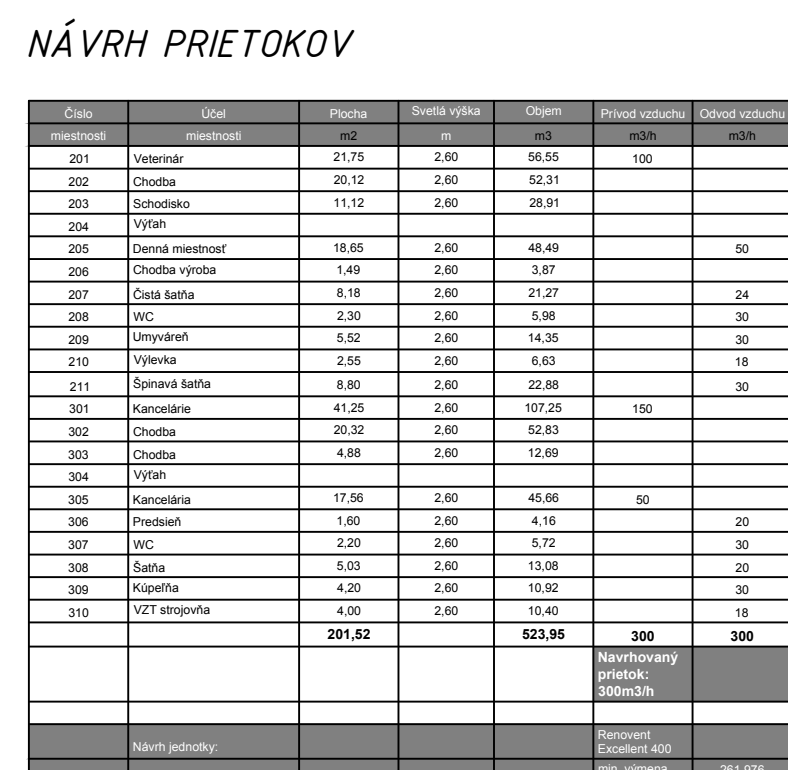 NÁVRH PRIETOKOV
Číslo Účel Plocha Svetlá výška Objem Prívod vzduchu Odvod vzduchu
miestnosti miestnosti m2 m m3 m3/h m3/h
201 Veterinár 21,75 2,60 56,55 100
202 Chodba 20,12 2,60 52,31
203 Schodisko 11,12 2,60 28,91
204 Výťah
205 Denná miestnosť 18,65 2,60 48,49 50
206 Chodba výroba 1,49 2,60 3,87
207 Čistá šatňa 8,18 2,60 21,27 24
208 WC 2,30 2,60 5,98 30
209 Umyváreň 5,52 2,60 14,35 30
210 Výlevka 2,55 2,60 6,63 18
211 Špinavá šatňa 8,80 2,60 22,88 30
301 Kancelárie 41,25 2,60 107,25 150
302 Chodba 20,32 2,60 52,83
303 Chodba 4,88 2,60 12,69
304 Výťah
305 Kancelária 17,56 2,60 45,66 50
306 Predsieň 1,60 2,60 4,16 20
307 WC 2,20 2,60 5,72 30
308 Šatňa 5,03 2,60 13,08 20
309 Kúpeľňa 4,20 2,60 10,92 30
310 VZT strojovňa 4,00 2,60 10,40 18
201,52 523,95 300 300
Navrhovaný
prietok:
300m3/h
Renovent
Návrh jednotky: Excellent 400
min. výmena 261,976